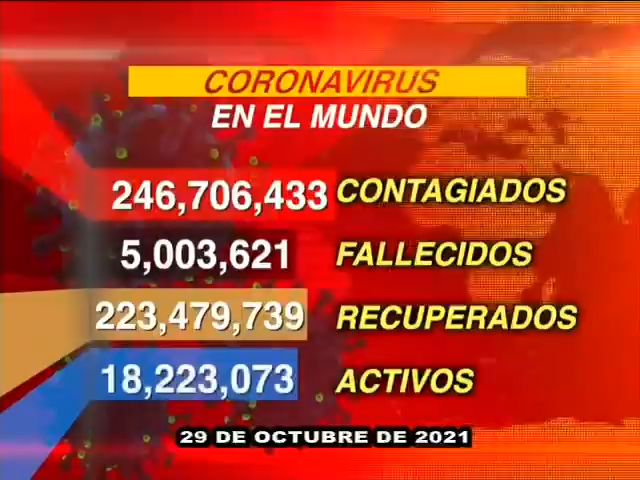 CORONAVIRUS
EN EL MUNDO
246,706,433 CONTAGIADOS
5,003,621 FALLECIDOS
223,479,739 RECUPERADOS
18,223,073 ACTIVOS
29 DE OCTUBRE DE 2021